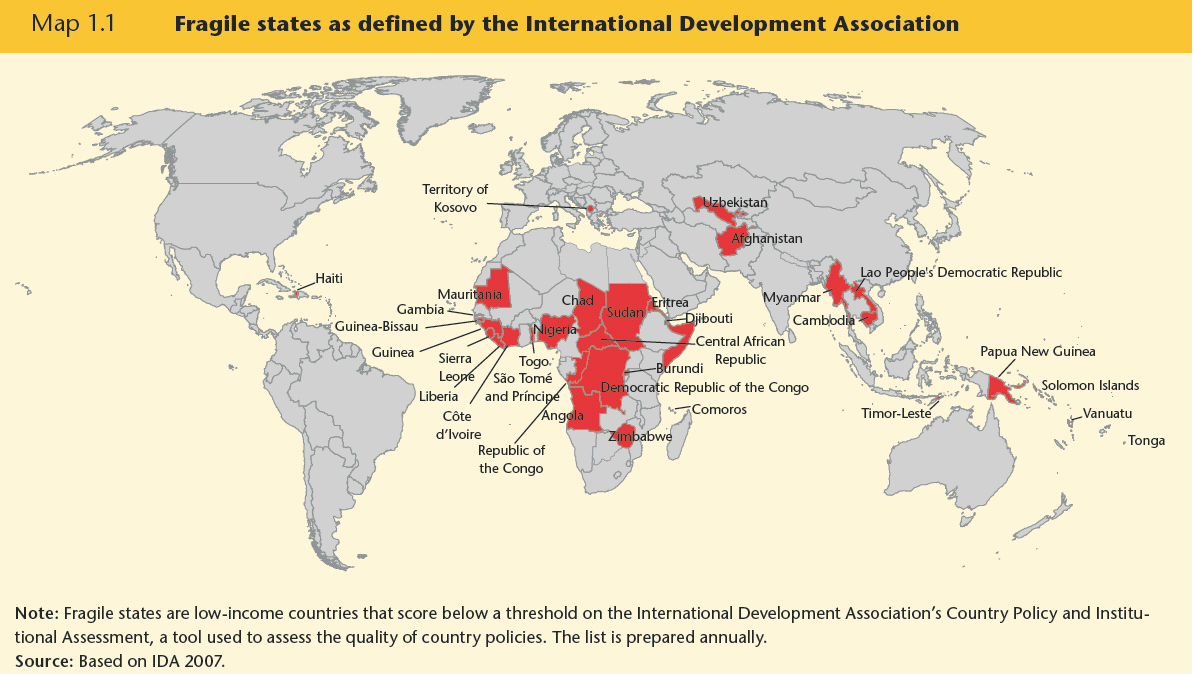 Map 1.1 Fragile states as defined by the International Development Association
Territory of
Kosovo
Uzbekistan
Afghanistan
Haiti
Lao People's Democratic Republic
Mauritania
Chad
Sudan
Eritrea
Myanmar
Gambia
Djibouti
Cambodia
Guinea-Bissau
Nigeria
Central African
Republic
Guinea
Sierra
Leone
Togo
Burundi
Papua New Guinea
São Tomé
and Príncipe
Democratic Republic of the Congo
Solomon Islands
Liberia
Côte
d'Ivoire
Angola
Comoros
Timor-Leste
Vanuatu
Zimbabwe
Tonga
Republic of
the Congo
Note: Fragile states are low-income countries that score below a threshold on the International Development Association's Country Policy and Institu-
tional Assessment, a tool used to assess the quality of country policies. The list is prepared annually.
Source: Based on IDA 2007.